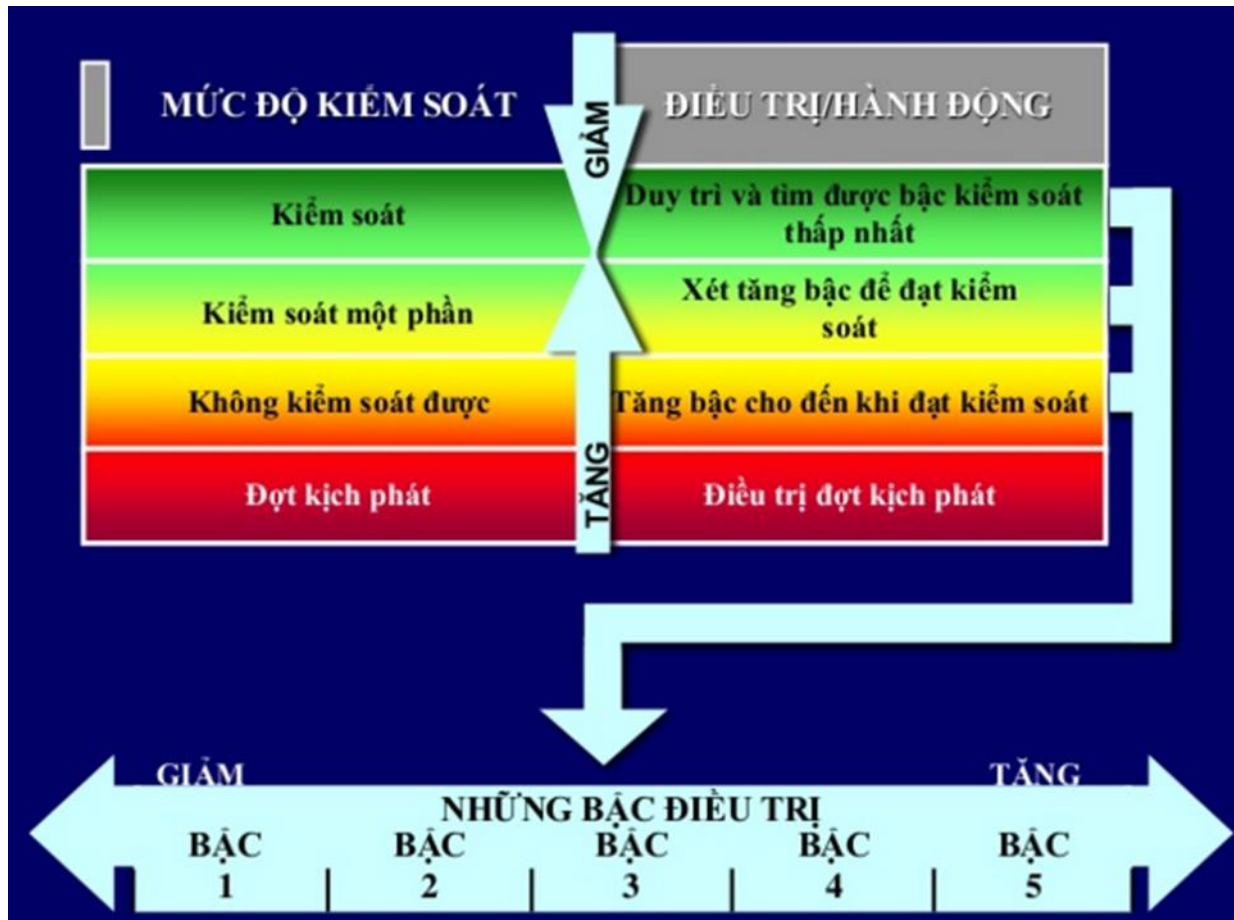 MỨC ĐỘ KIỂM SOÁT
GIẢM
ĐIỀU TRỊ/HÀNH ĐỘNG
Kiểm soát
Duy trì và tìm được bậc kiểm soát
thấp nhất
Kiểm soát một phần
Xét tăng bậc để đạt kiểm
soát
Không kiểm soát được
Tăng bậc cho đến khi đạt kiểm soát
TĂNG
Đợt kịch phát
Điều trị đợt kịch phát
GIẢM
TĂNG
NHỮNG BẬC ĐIỀU TRỊ
BẬC BẬC BẬC BẬC BẬC
1 2 3 4 5